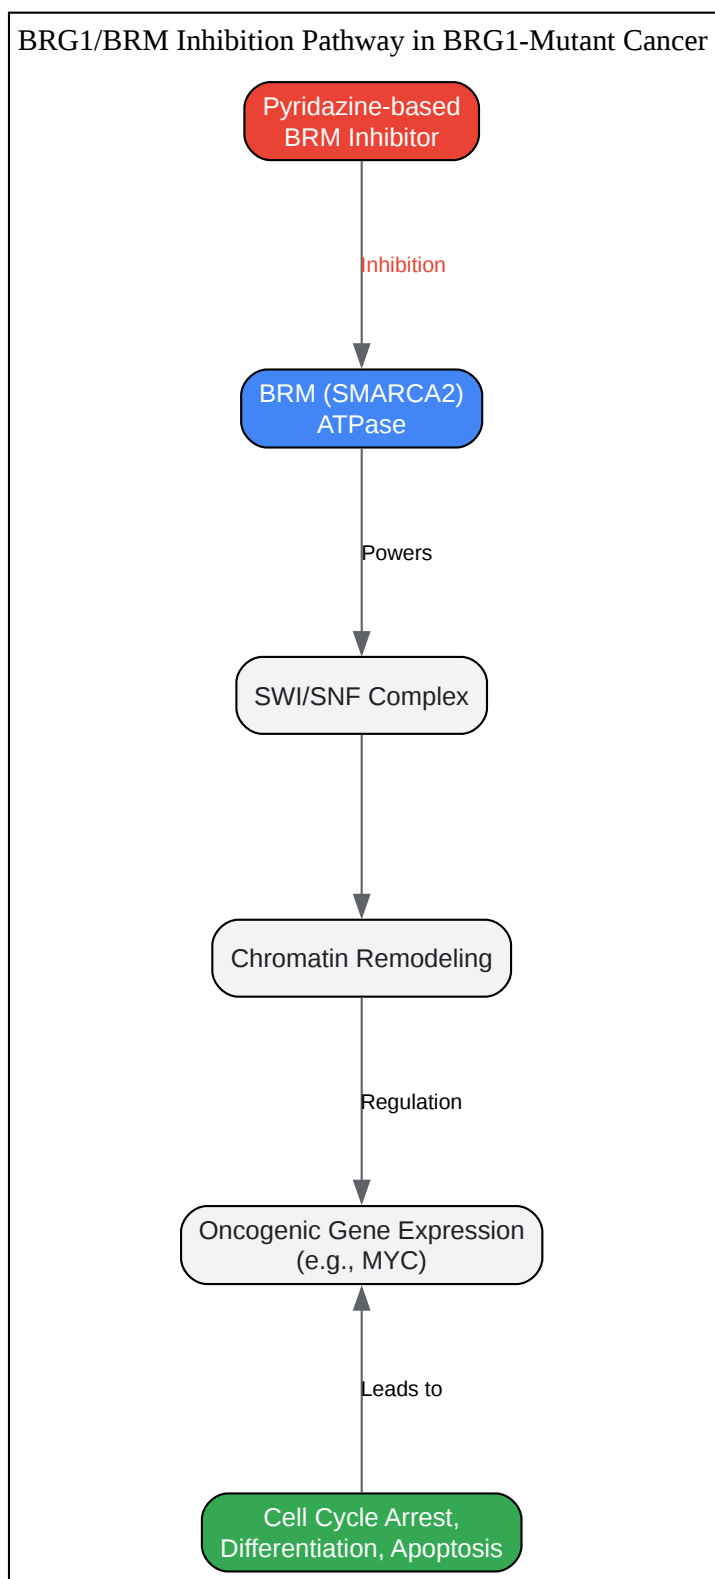 BRG1/BRM Inhibition Pathway in BRG1-Mutant Cancer
Pyridazine-based
BRM Inhibitor
Inhibition
BRM (SMARCA2)
ATPase
Powers
SWI/SNF Complex
Chromatin Remodeling
Regulation
Oncogenic Gene Expression
(e.g., MYC)
Leads to
Cell Cycle Arrest,
Differentiation, Apoptosis